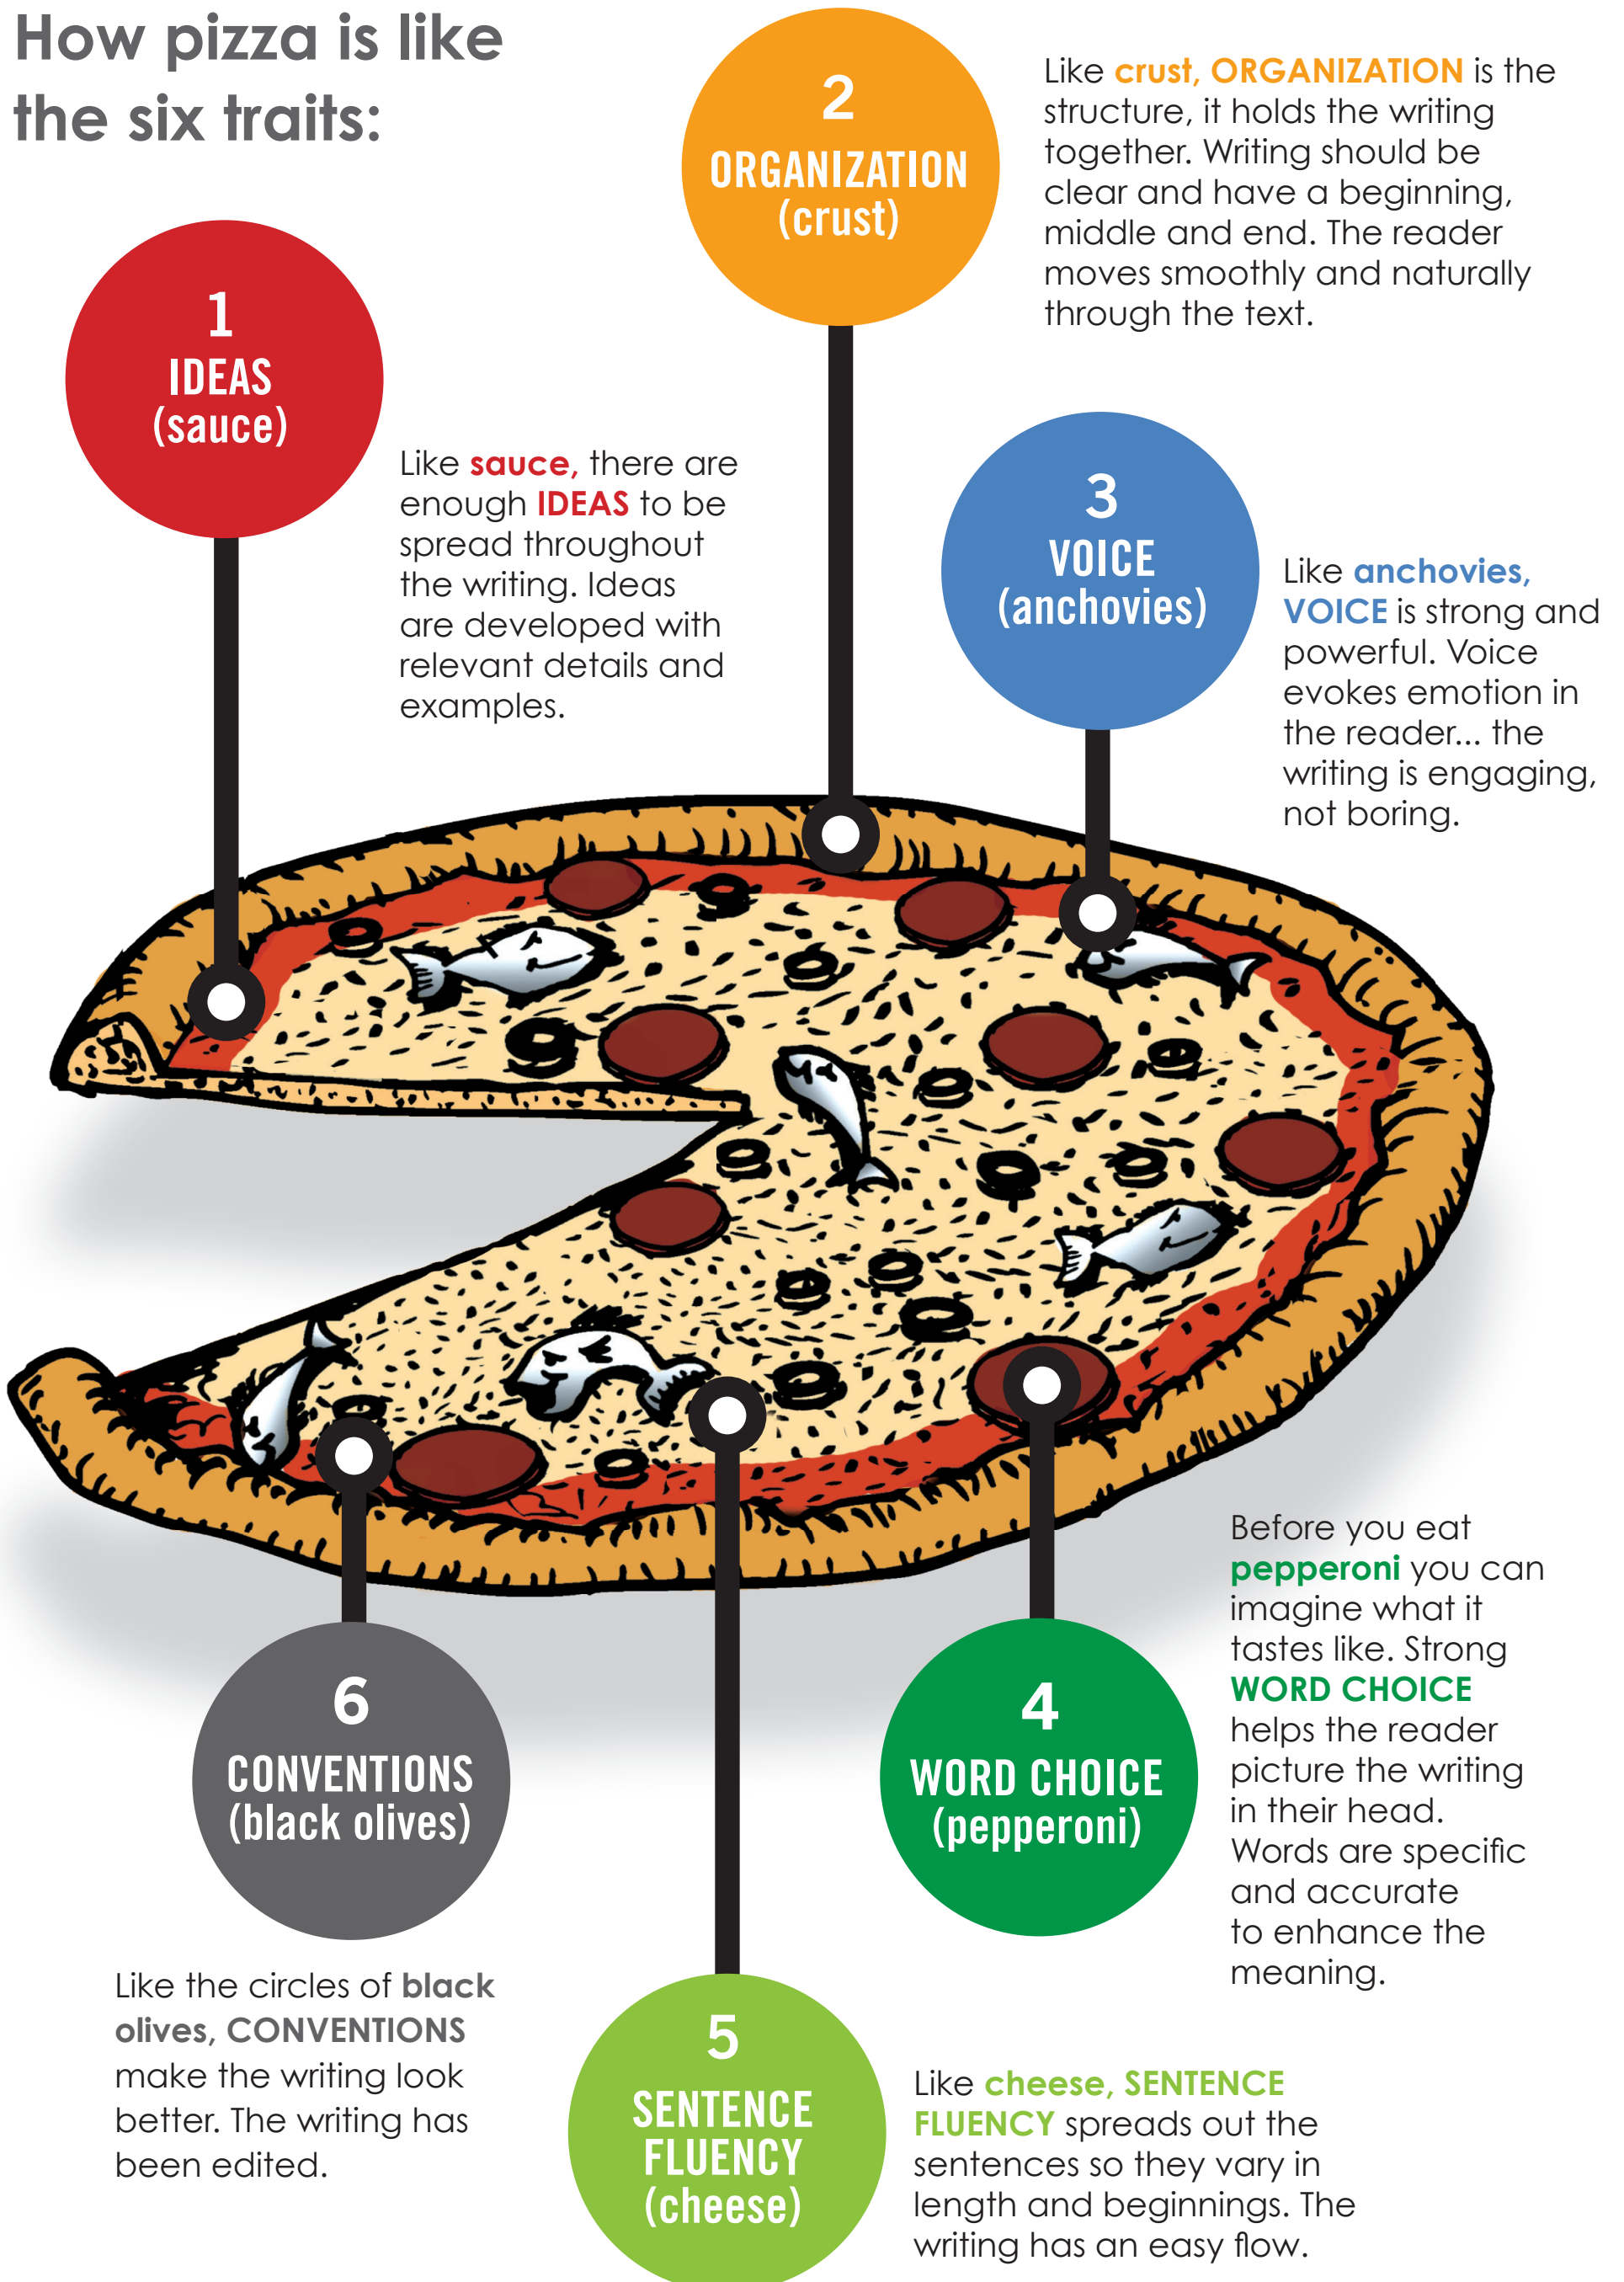 How pizza is like
the six traits:
1
IDEAS
(sauce)
Like sauce, there are
enough IDEAS to be
spread throughout
the writing. Ideas
are developed with
relevant details and
examples.
2
ORGANIZATION
(crust)
Like crust, ORGANIZATION is the
structure, it holds the writing
together. Writing should be
clear and have a beginning,
middle and end. The reader
moves smoothly and naturally
through the text.
3
VOICE
(anchovies)
Like anchovies,
VOICE is strong and
powerful. Voice
evokes emotion in
the reader... the
writing is engaging,
not boring.
4
WORD CHOICE
(pepperoni)
Before you eat
pepperoni you can
imagine what it
tastes like. Strong
WORD CHOICE
helps the reader
picture the writing
in their head.
Words are specific
and accurate
to enhance the
meaning.
5
SENTENCE
FLUENCY
(cheese)
Like cheese, SENTENCE
FLUENCY spreads out the
sentences so they vary in
length and beginnings. The
writing has an easy flow.
6
CONVENTIONS
(black olives)
Like the circles of black
olives, CONVENTIONS
make the writing look
better. The writing has
been edited.